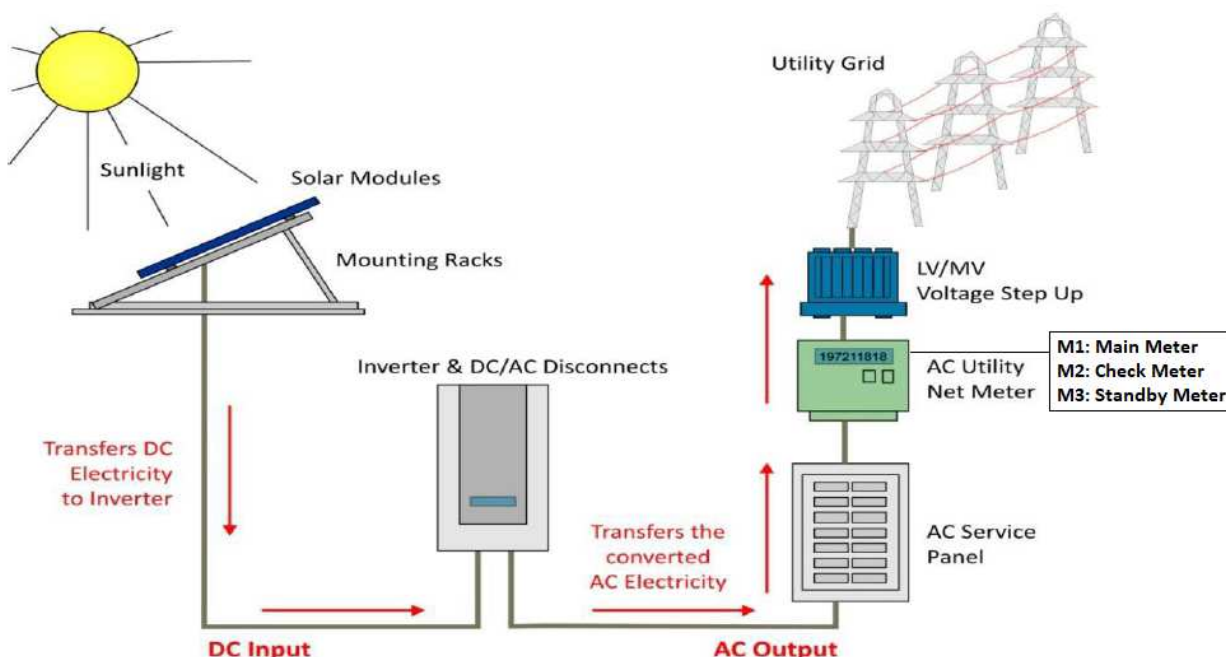 Utility Grid
Sunlight
Solar Modules
Mounting Racks
LV/MV
Voltage Step Up
197211818
AC Utility
Net Meter
M1: Main Meter
M2: Check Meter
M3: Standby Meter
Inverter & DC/AC Disconnects
Transfers DC
Electricity
to Inverter
Transfers the
converted
AC Electricity
AC Service
Panel
DC Input
AC Output